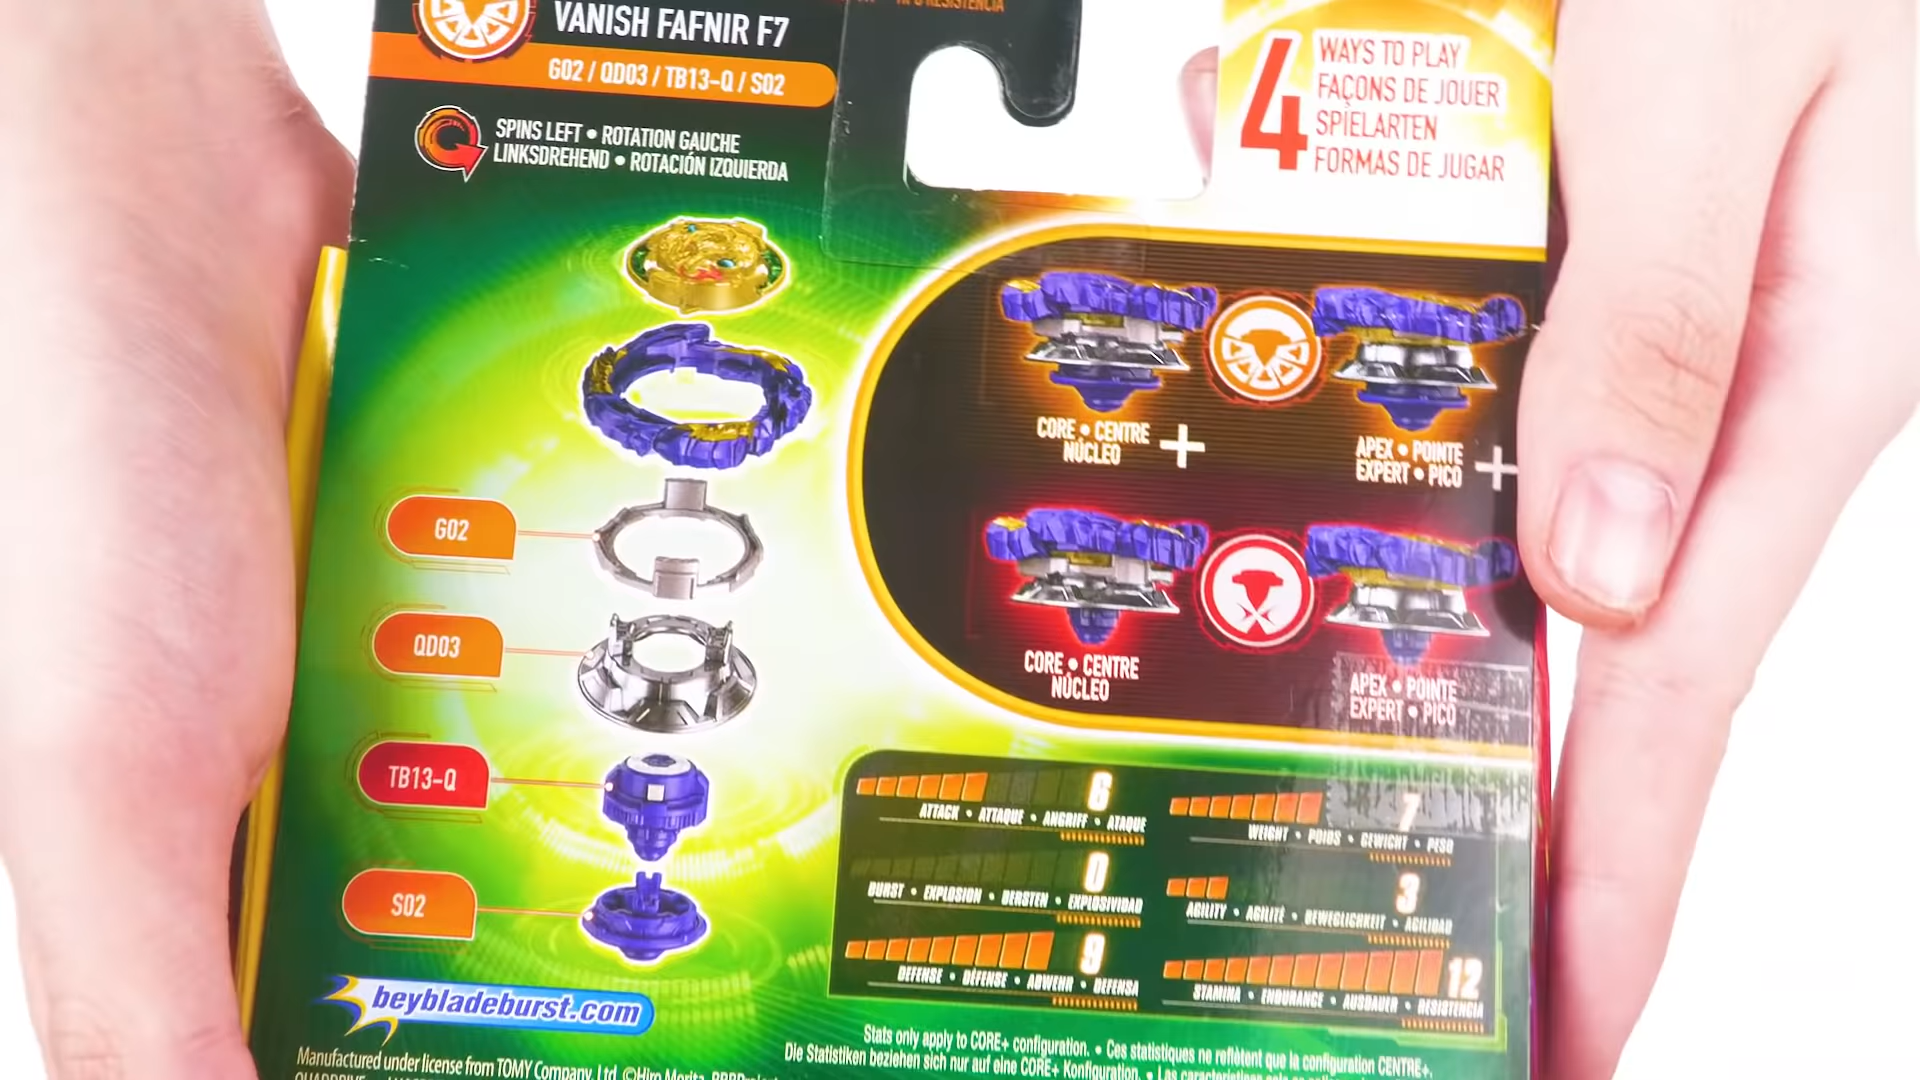 RESISTENCIA
VANISH FAFNIR F7
G02 / QD03 / TB13-Q / S02
SPINS LEFT • ROTATION GAUCHE
LINKSDREHEND • ROTACIÓN IZQUIERDA
4
WAYS TO PLAY
FAÇONS DE JOUER
SPIELARTEN
FORMAS DE JUGAR
CORE • CENTRE
NÚCLEO +
APEX • POINTE
EXPERT • PICO +
CORE • CENTRE
NÚCLEO
APEX • POINTE
EXPERT • PICO
G02
QD03
TB13-Q
S02
6
ATTACK • ATTAQUE • ANGRIFF • ATAQUE
7
WEIGHT • POIDS • GEWICHT • PESO
0
BURST • EXPLOSION • BERSTEN • EXPLOSIVIDAD
3
AGILITY • AGILITÉ • BEWEGLICHKEIT • AGILIDAD
9
DEFENSE • DÉFENSE • ABWEHR • DEFENSA
12
STAMINA • ENDURANCE • AUSDAUER • RESISTENCIA
beybladeburst.com
Stats only apply to CORE+ configuration. • Ces statistiques ne reflètent que la configuration CENTRE+.
Die Statistiken beziehen sich nur auf eine CORE+ Konfiguration. • Las características
Manufactured under license from TOMY Company, Ltd. ©Hiro Morita,